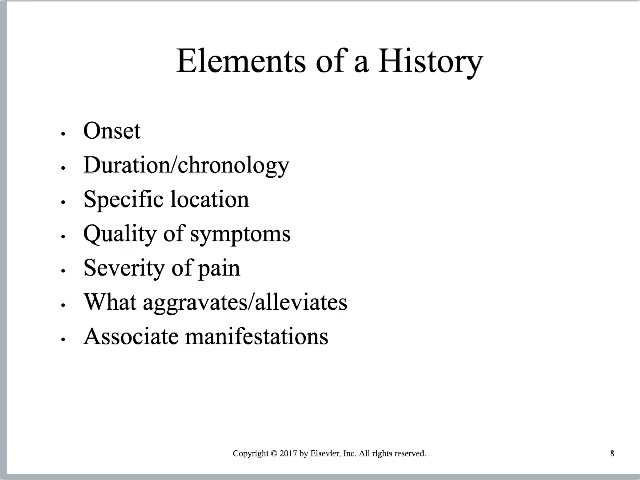 Elements of a History
• Onset
• Duration/chronology
• Specific location
• Quality of symptoms
• Severity of pain
• What aggravates/alleviates
• Associate manifestations
Copyright © 2017 by Elsevier, Inc. All rights reserved.
8